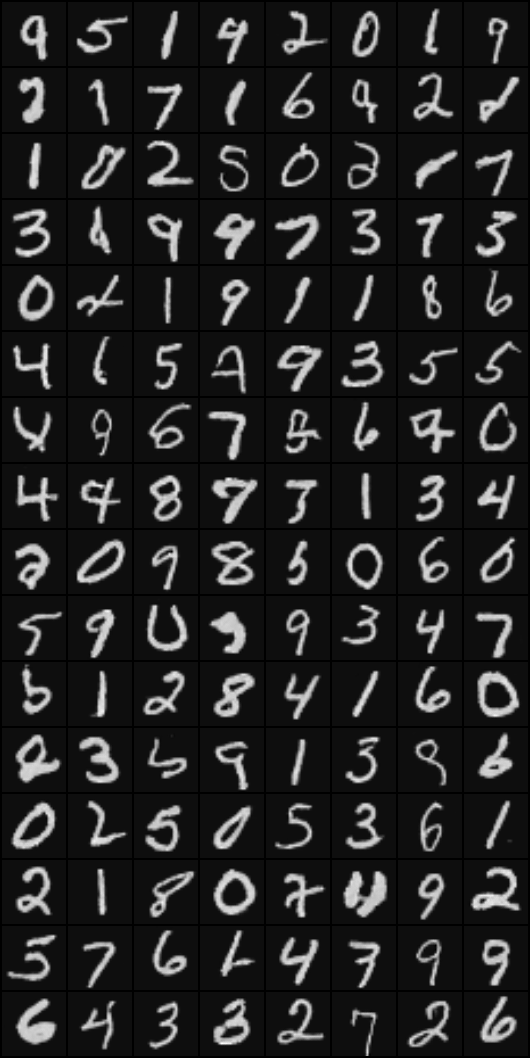 9 5 1 9 2 0 1 9
2 1 7 1 6 9 2
1 0 2 5 0 2 1 7
3 6 9 9 7 3 7 3
0 1 9 1 1 8 6
4 6 5 9 3 5 5
4 9 6 7 8 6 9 0
4 4 8 7 7 1 3 4
2 0 9 8 5 0 6 0
5 9 0 9 3 4 7
5 1 2 8 4 1 6 0
2 3 5 9 1 3 9 6
0 2 5 0 5 3 6 1
2 1 8 0 9 2
5 7 6 4 7 9 9
6 4 3 3 2 7 2 6